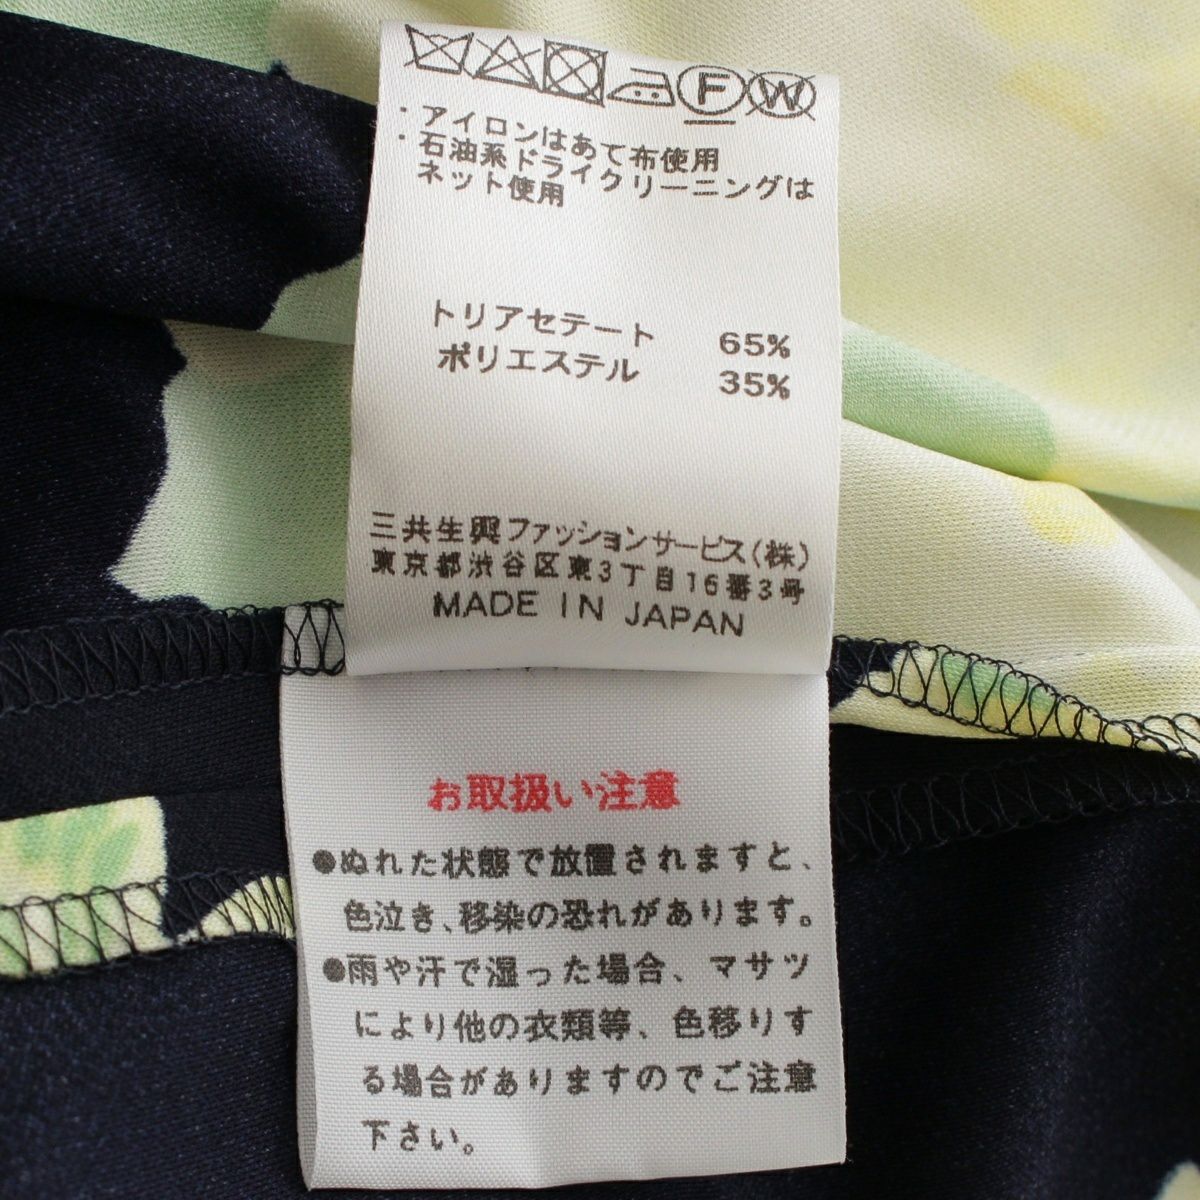 F W
・アイロンはあて布使用
・石油系ドライクリーニングは
ネット使用
トリアセテート 65%
ポリエステル 35%
三共生興ファッションサービス(株)
東京都渋谷区東3丁目16番3号
MADE IN JAPAN
お取扱い注意
●ぬれた状態で放置されますと、
色泣き、移染の恐れがあります。
●雨や汗で湿った場合、マサツ
により他の衣類等、色移りす
る場合がありますのでご注意
下さい。